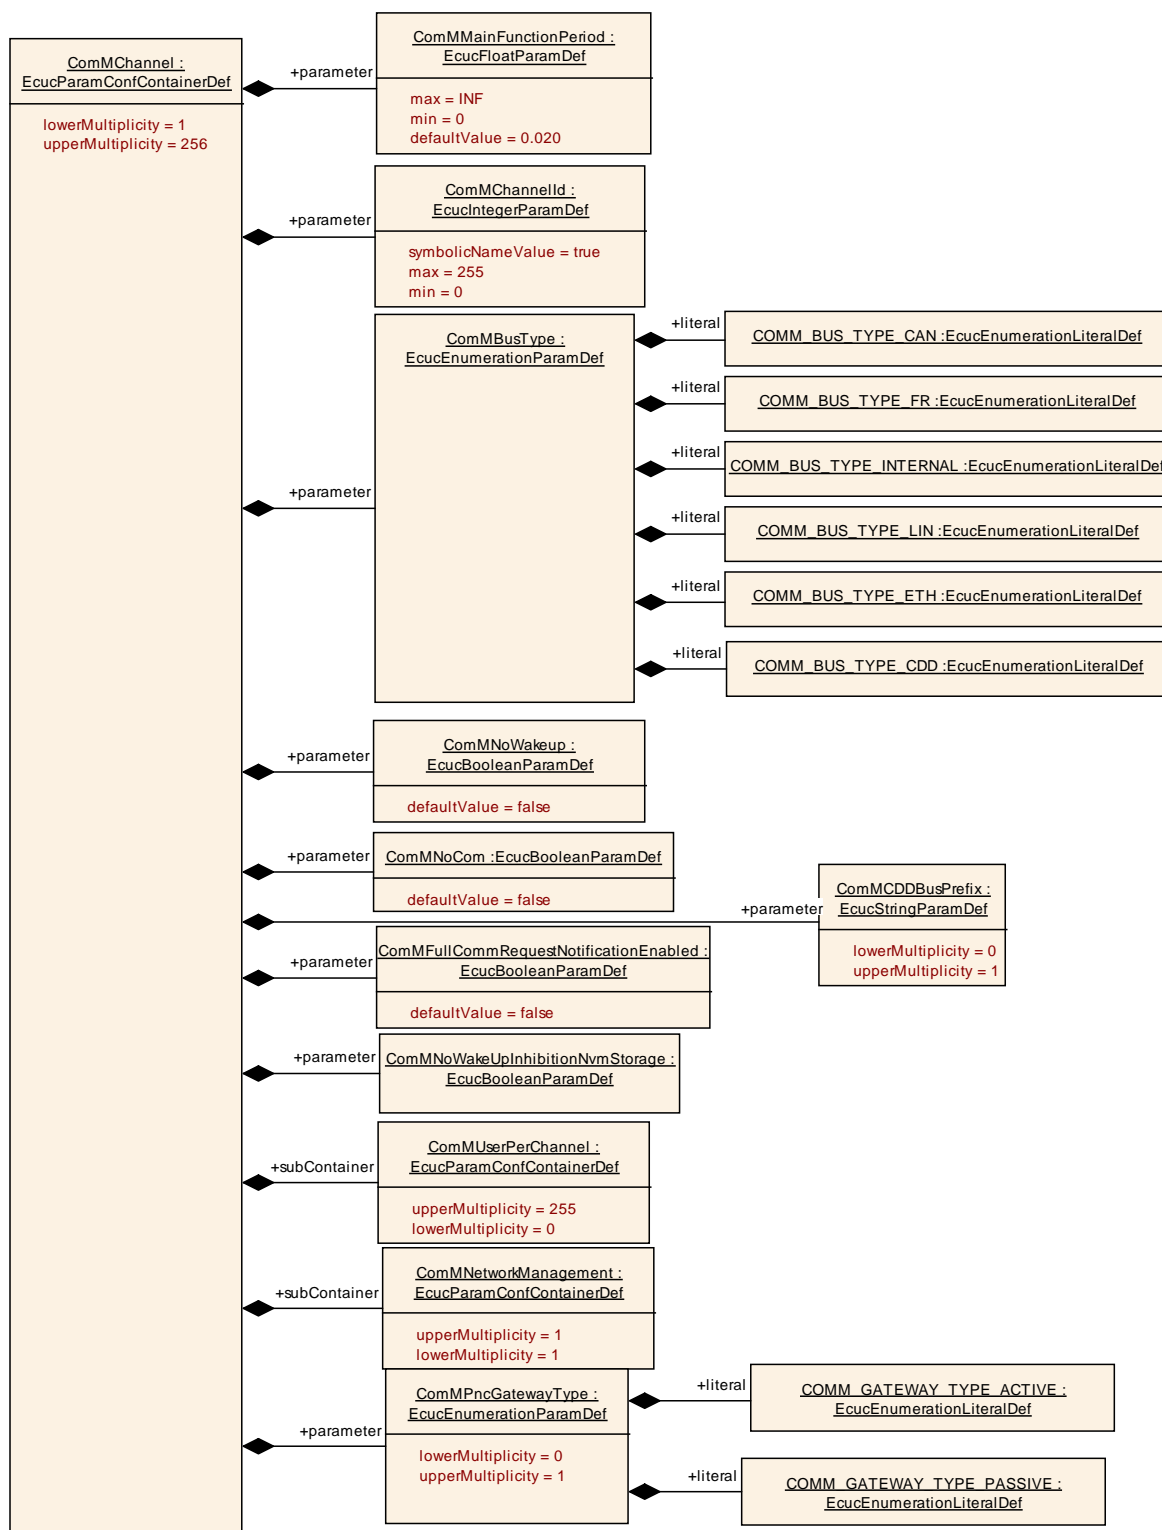 ComMChannel :
EcucParamConfContainerDef
lowerMultiplicity = 1
upperMultiplicity = 256
+parameter
ComMMainFunctionPeriod :
EcucFloatParamDef
max = INF
min = 0
defaultValue = 0.020
+parameter
ComMChannelId :
EcucIntegerParamDef
symbolicNameValue = true
max = 255
min = 0
+parameter
ComMBusType :
EcucEnumerationParamDef
+literal
COMM_BUS_TYPE_CAN :EcucEnumerationLiteralDef
+literal
COMM_BUS_TYPE_FR :EcucEnumerationLiteralDef
+literal
COMM_BUS_TYPE_INTERNAL :EcucEnumerationLiteralDef
+literal
COMM_BUS_TYPE_LIN :EcucEnumerationLiteralDef
+literal
COMM_BUS_TYPE_ETH :EcucEnumerationLiteralDef
+literal
COMM_BUS_TYPE_CDD :EcucEnumerationLiteralDef
+parameter
ComMNoWakeup :
EcucBooleanParamDef
defaultValue = false
+parameter
ComMNoCom :EcucBooleanParamDef
defaultValue = false
+parameter
ComMCDDBusPrefix :
EcucStringParamDef
lowerMultiplicity = 0
upperMultiplicity = 1
+parameter
ComMFullCommRequestNotificationEnabled :
EcucBooleanParamDef
defaultValue = false
+parameter
ComMNoWakeUpInhibitionNvmStorage :
EcucBooleanParamDef
+subContainer
ComMUserPerChannel :
EcucParamConfContainerDef
upperMultiplicity = 255
lowerMultiplicity = 0
+subContainer
ComMNetworkManagement :
EcucParamConfContainerDef
upperMultiplicity = 1
lowerMultiplicity = 1
+parameter
ComMPncGatewayType :
EcucEnumerationParamDef
lowerMultiplicity = 0
upperMultiplicity = 1
+literal
COMM_GATEWAY_TYPE_ACTIVE :
EcucEnumerationLiteralDef
+literal
COMM_GATEWAY_TYPE_PASSIVE :
EcucEnumerationLiteralDef